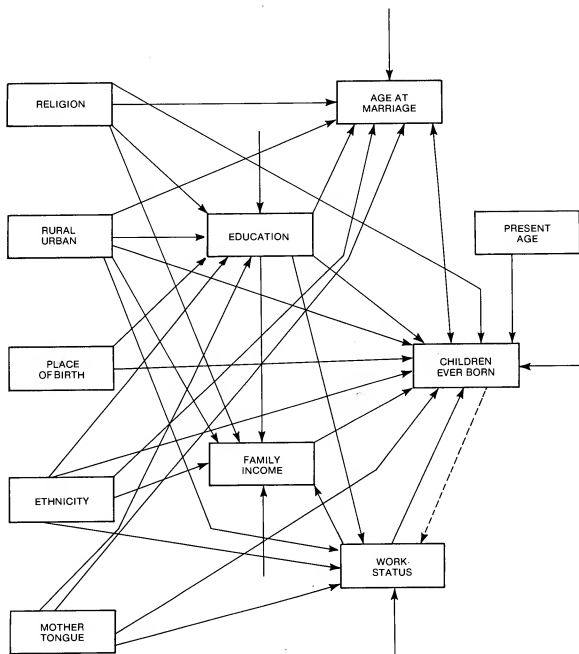 AGE AT
MARRIAGE
RELIGION
RURAL
URBAN
EDUCATION
PRESENT
AGE
PLACE
OF BIRTH
CHILDREN
EVER BORN
FAMILY
INCOME
ETHNICITY
WORK-
STATUS
MOTHER
TONGUE